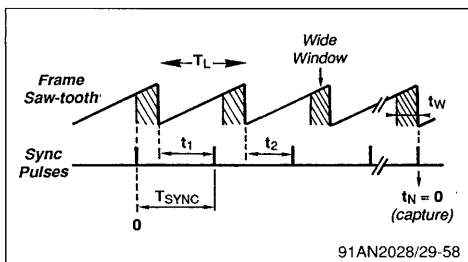 Wide
Window
Frame
Saw-tooth
T_L
t_W
Sync
Pulses
t_1
t_2
T_SYNC
0
t_N = 0
(capture)
91AN2028/29-58